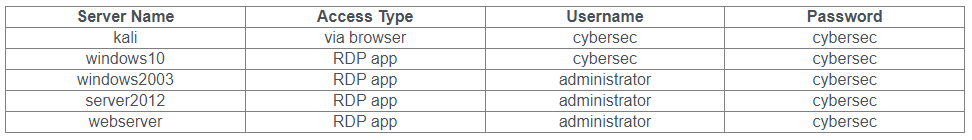 Server Name Access Type Username Password
kali via browser cybersec cybersec
windows10 RDP app cybersec cybersec
windows2003 RDP app administrator cybersec
server2012 RDP app administrator cybersec
webserver RDP app administrator cybersec